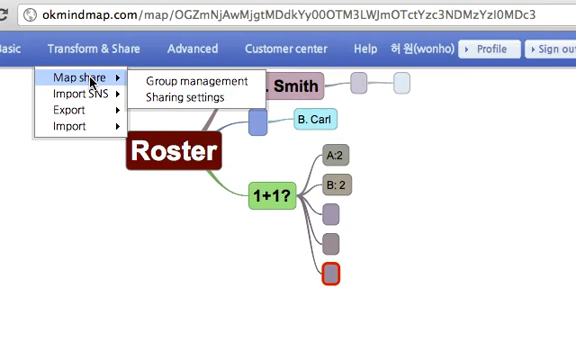 okmindmap.com/map/OGZmNjAwMjgtMDdkYy00OTM3LWJmOTctYzc3NDMzYzI0MDc3
Basic Transform & Share Advanced Customer center Help 허원(wonho) Profile Sign out
Map share
Import SNS
Export
Import
Group management
Sharing settings
. Smith
B. Carl
Roster
A:2
B: 2
1+1?